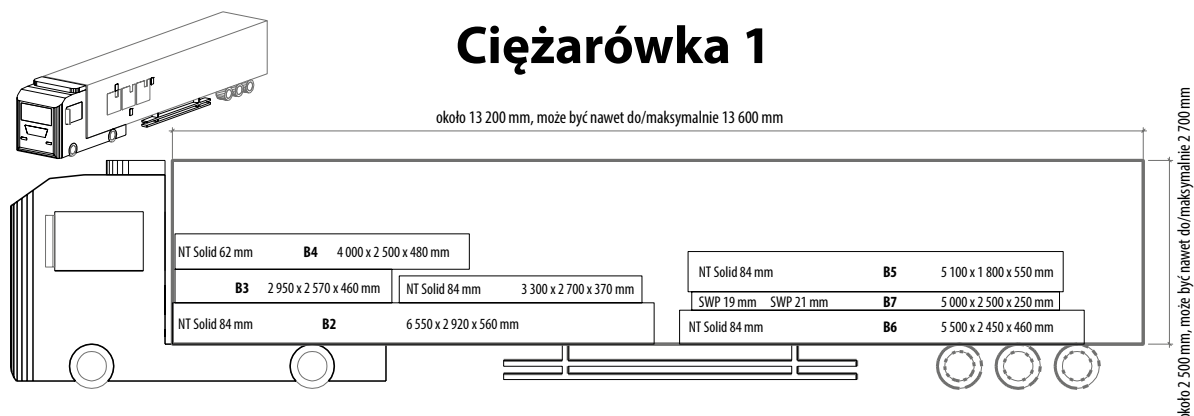 Ciężarówka 1
około 13 200 mm, może być nawet do/maksymalnie 13 600 mm
NT Solid 62 mm B4 4 000 x 2 500 x 480 mm
B3 2 950 x 2 570 x 460 mm
NT Solid 84 mm 3 300 x 2 700 x 370 mm
NT Solid 84 mm B2 6 550 x 2 920 x 560 mm
NT Solid 84 mm B5 5 100 x 1 800 x 550 mm
SWP 19 mm SWP 21 mm B7 5 000 x 2 500 x 250 mm
NT Solid 84 mm B6 5 500 x 2 450 x 460 mm
około 2 500 mm, może być nawet do/maksymalnie 2 700 mm